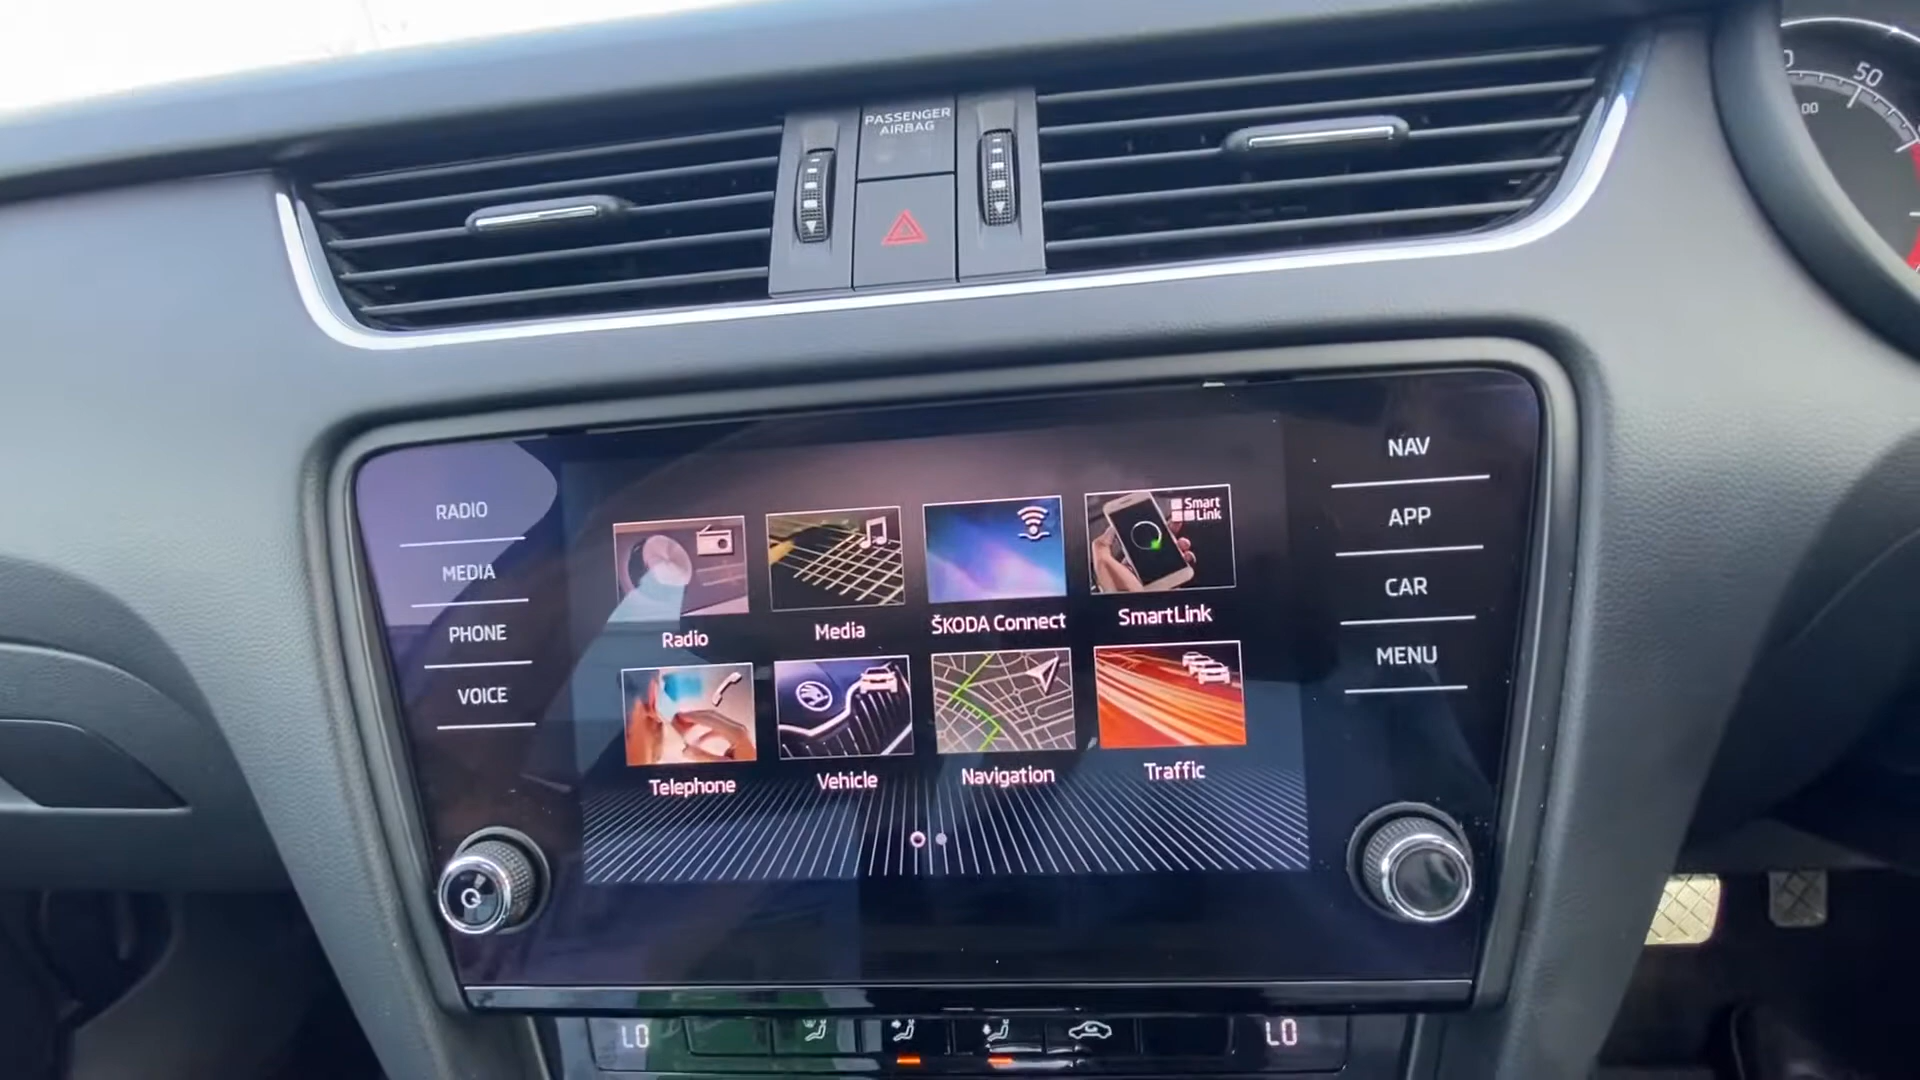 PASSENGER
AIRBAG
50
00
RADIO
MEDIA
PHONE
VOICE
NAV
APP
CAR
MENU
Smart
Link
Radio
Media
ŠKODA Connect
SmartLink
Telephone
Vehicle
Navigation
Traffic
LO
LO